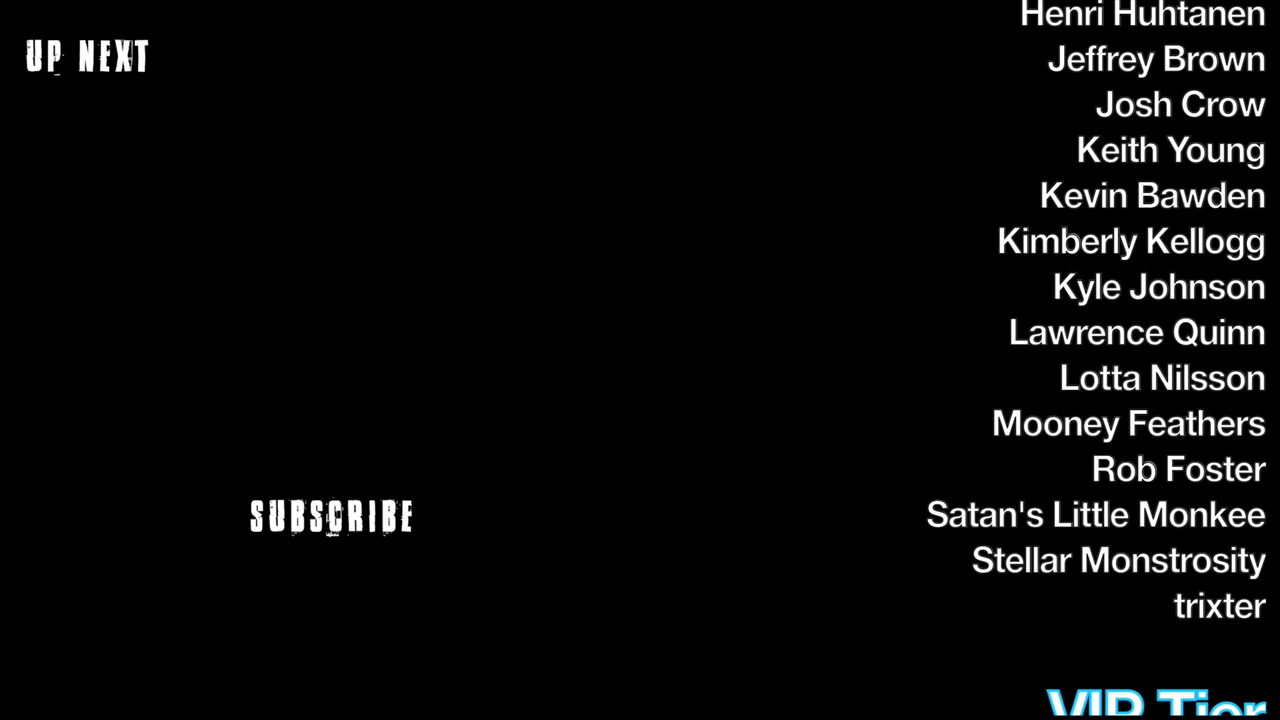 UP NEXT
Henri Huhtanen
Jeffrey Brown
Josh Crow
Keith Young
Kevin Bawden
Kimberly Kellogg
Kyle Johnson
Lawrence Quinn
Lotta Nilsson
Mooney Feathers
Rob Foster
SUBSCRIBE
Satan's Little Monkee
Stellar Monstrosity
trixter
VIP Tier